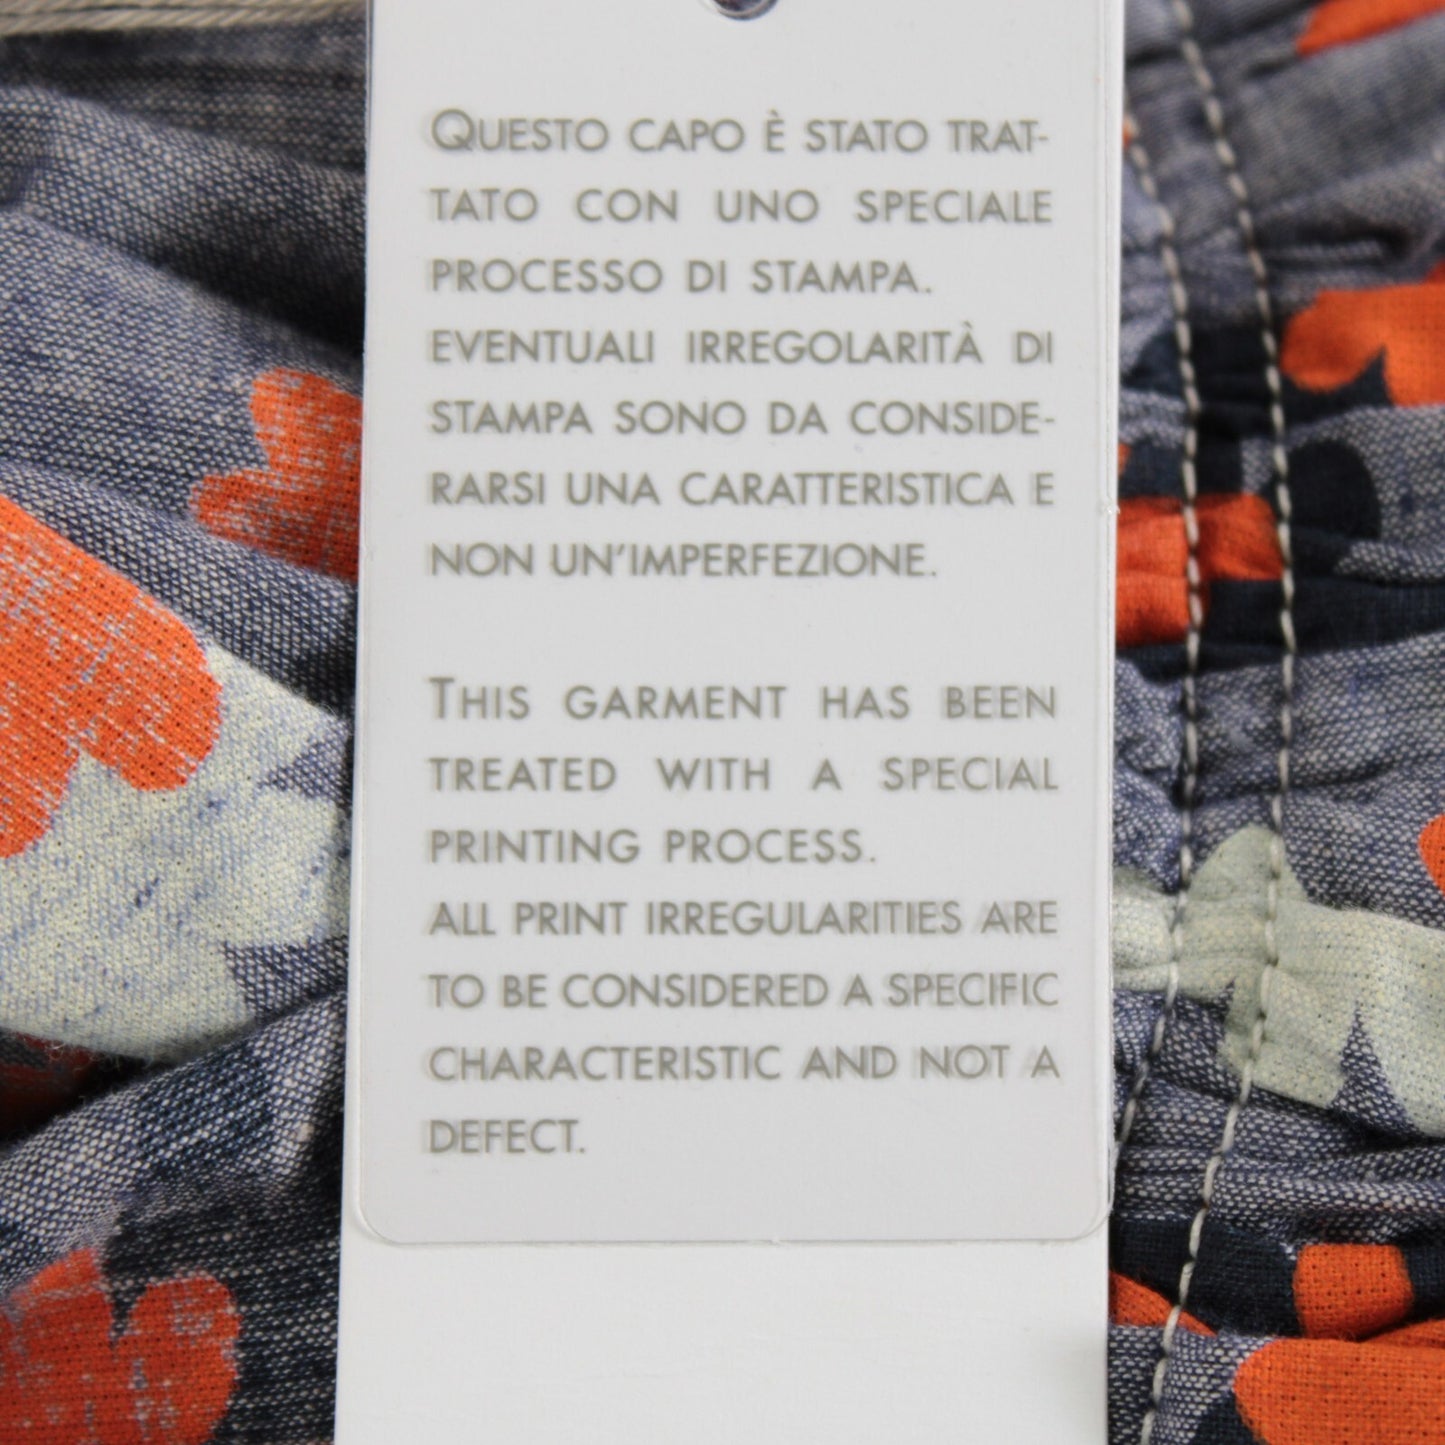 QUESTO CAPO È STATO TRAT-
TATO CON UNO SPECIALE
PROCESSO DI STAMPA.
EVENTUALI IRREGOLARITÀ DI
STAMPA SONO DA CONSIDE-
RARSI UNA CARATTERISTICA E
NON UN'IMPERFEZIONE.
THIS GARMENT HAS BEEN
TREATED WITH A SPECIAL
PRINTING PROCESS.
ALL PRINT IRREGULARITIES ARE
TO BE CONSIDERED A SPECIFIC
CHARACTERISTIC AND NOT A
DEFECT.